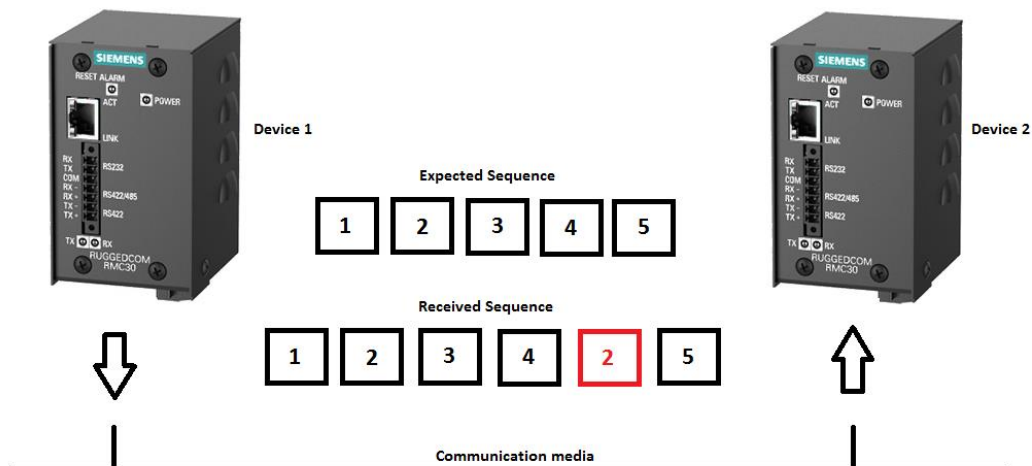 SIEMENS
RESET ALARM
ACT
POWER
LINK
RX
TX
COM
RX -
RX +
TX -
TX +
RS232
RS422/485
RS422
TX
RX
RUGGEDCOM
RMC30
Device 1
SIEMENS
RESET ALARM
ACT
POWER
LINK
RX
TX
COM
RX -
RX +
TX -
TX +
RS232
RS422/485
RS422
TX
RX
RUGGEDCOM
RMC30
Device 2
Expected Sequence
1 2 3 4 5
Received Sequence
1 2 3 4 2 5
Communication media